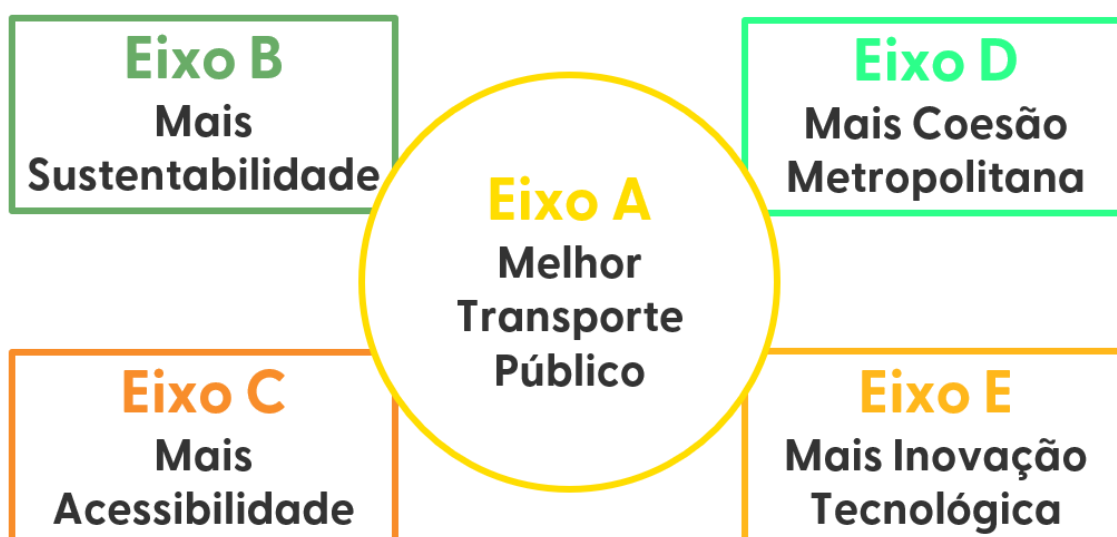 Eixo B
Mais
Sustentabilidade
Eixo A
Melhor
Transporte
Público
Eixo D
Mais Coesão
Metropolitana
Eixo C
Mais
Acessibilidade
Eixo E
Mais Inovação
Tecnológica